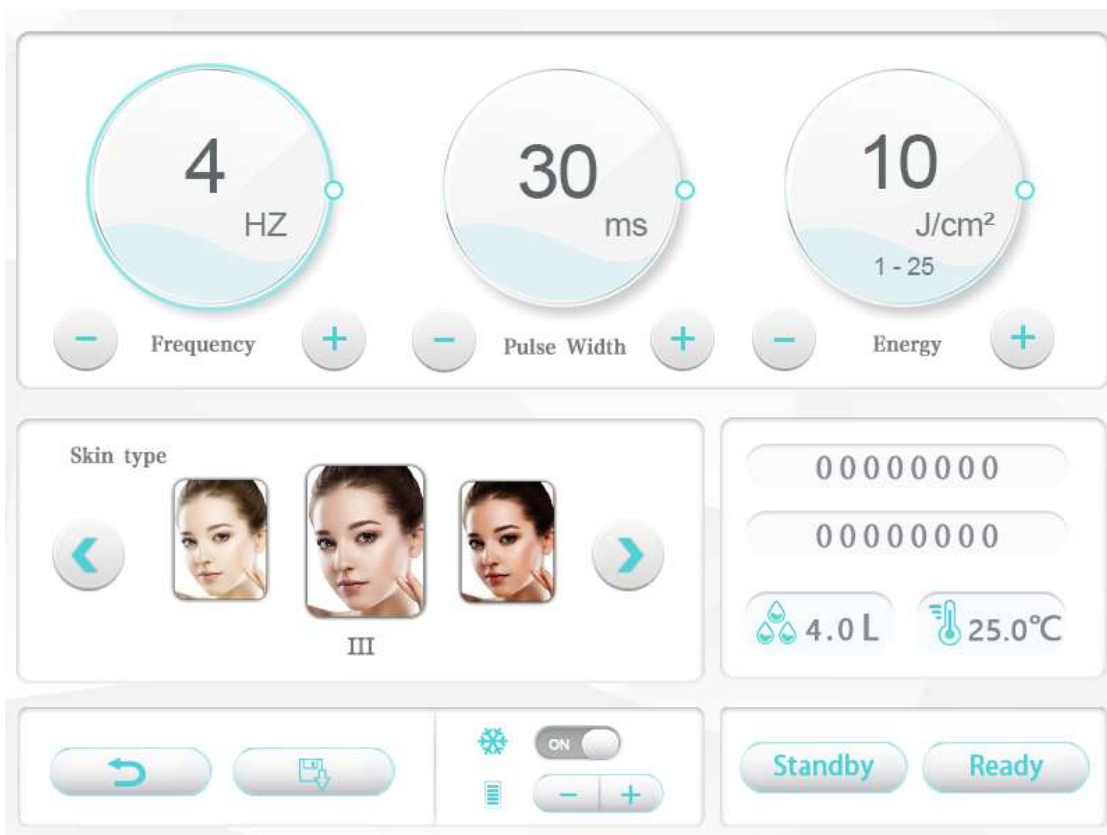 4
HZ
30
ms
10
J/cm²
1 - 25
Frequency
Pulse Width
Energy
Skin type
III
00000000
00000000
4.0 L
25.0°C
ON
Standby
Ready